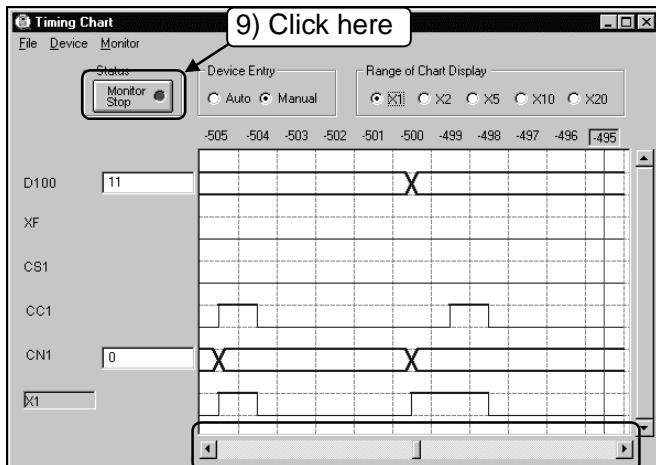 Timing Chart
9) Click here
File Device Monitor
Status
Monitor Stop
Device Entry
Auto Manual
Range of Chart Display
X1 X2 X5 X10 X20
-505 -504 -503 -502 -501 -500 -499 -498 -497 -496 -495
D100 11
XF
CS1
CC1
CN1 0
X1